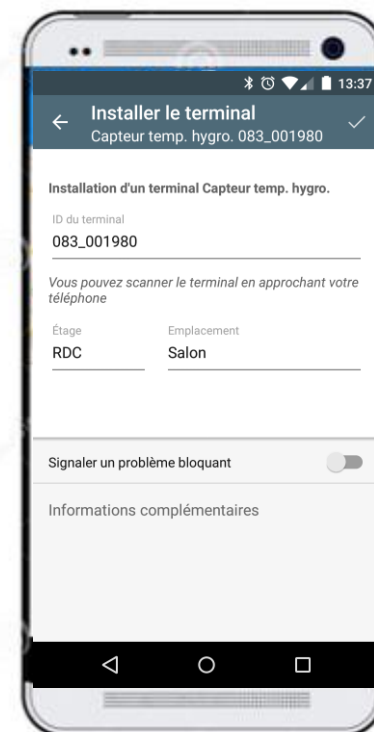 13:37
Installer le terminal
Capteur temp. hygro. 083_001980
Installation d'un terminal Capteur temp. hygro.
ID du terminal
083_001980
Vous pouvez scanner le terminal en approchant votre
téléphone
Étage
Emplacement
RDC
Salon
Signaler un problème bloquant
Informations complémentaires